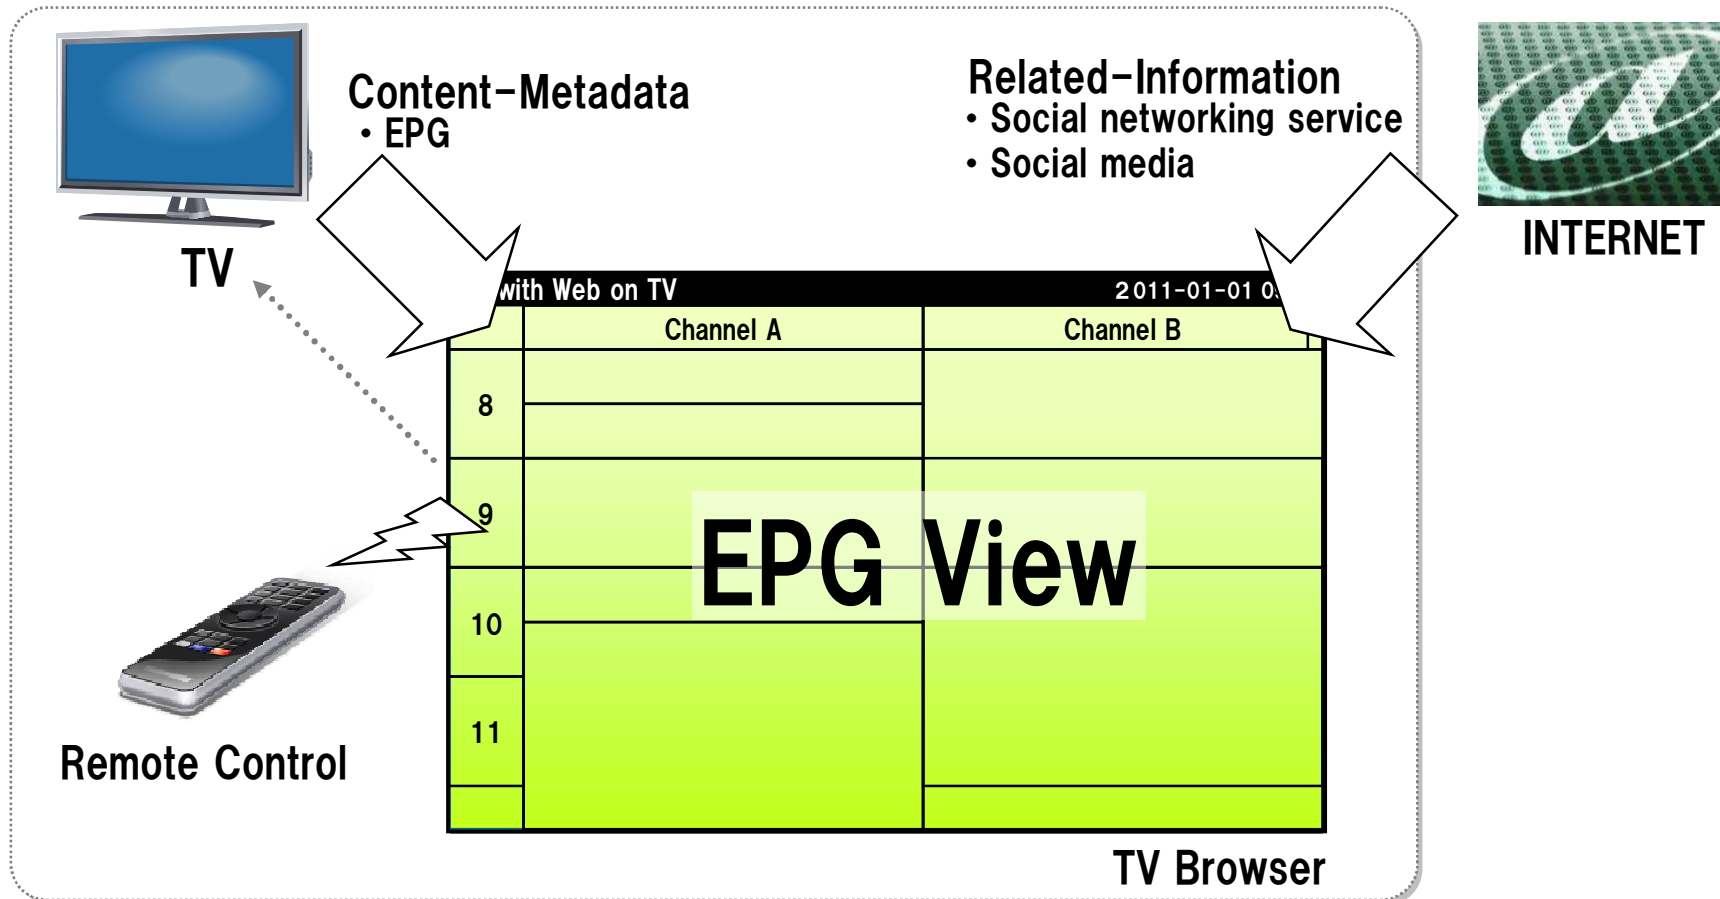 Content-Metadata
• EPG
Related-Information
• Social networking service
• Social media
TV
INTERNET
with Web on TV
2011-01-01
Channel A
Channel B
8
9
10
11
EPG View
Remote Control
TV Browser